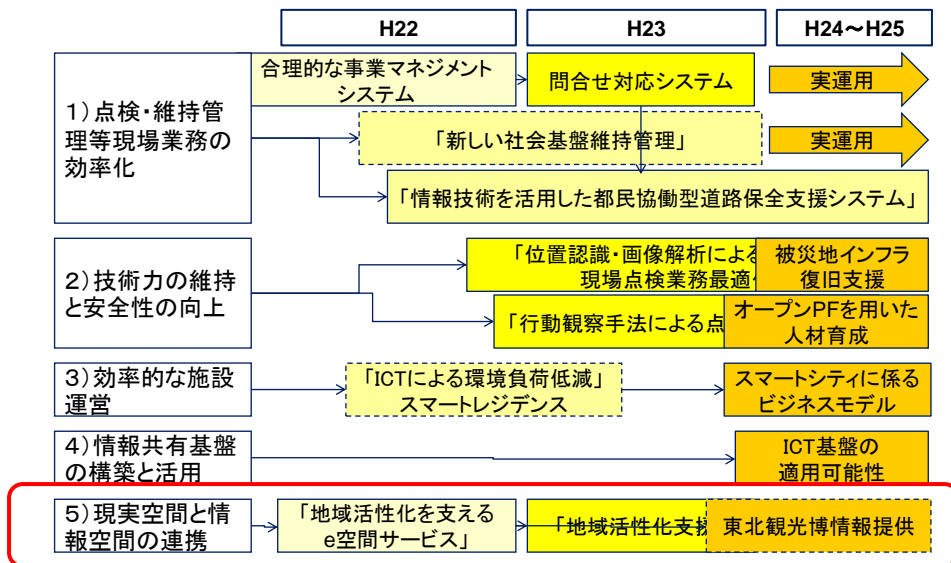 H22
H23
H24～H25
1)点検・維持管
理等現場業務の
効率化
合理的な事業マネジメント
システム
問合せ対応システム
実運用
「新しい社会基盤維持管理」
実運用
「情報技術を活用した都民協働型道路保全支援システム」
2)技術力の維持
と安全性の向上
「位置認識・画像解析による
現場点検業務最適
被災地インフラ
復旧支援
「行動観察手法による点
オープンPFを用いた
人材育成
3)効率的な施設
運営
「ICTによる環境負荷低減」
スマートレジデンス
スマートシティに係る
ビジネスモデル
4)情報共有基盤
の構築と活用
ICT基盤の
適用可能性
5)現実空間と情
報空間の連携
「地域活性化を支える
e空間サービス」
「地域活性化支援
東北観光博情報提供